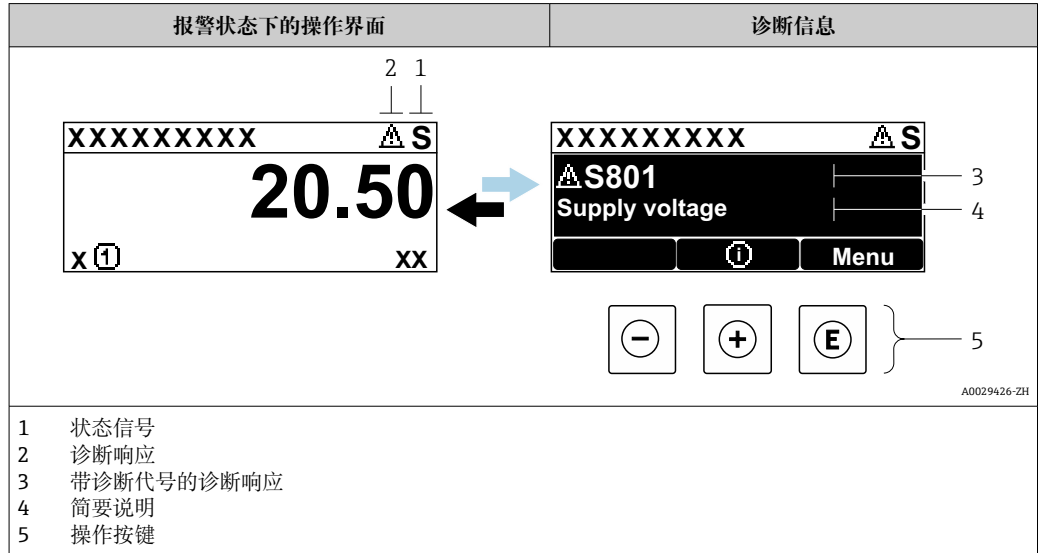 报警状态下的操作界面
诊断信息
2 1
XXXXXXXXX S
20.50
x 1 XX
XXXXXXXXX S
S801
Supply voltage
i Menu
3
4
- + E
5
A0029426-ZH
1 状态信号
2 诊断响应
3 带诊断代号的诊断响应
4 简要说明
5 操作按键